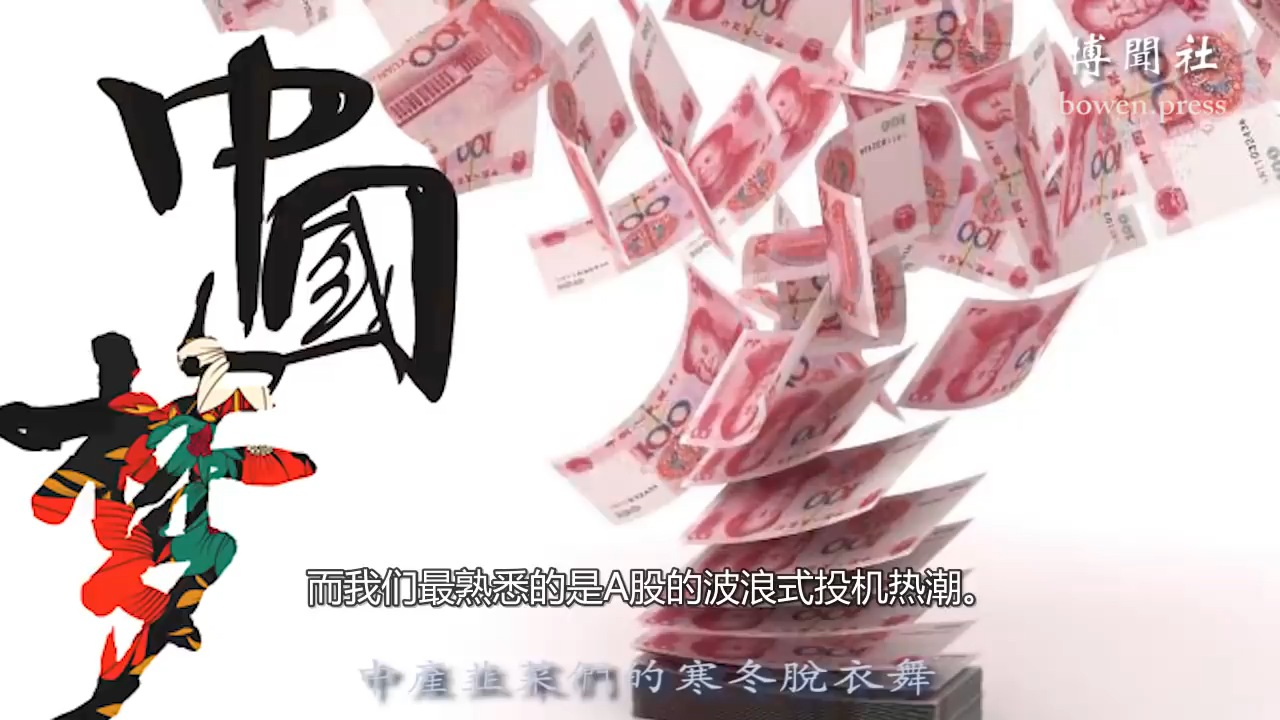 博聞社
bowen.press
中國
梦
而我们最熟悉的是A股的波浪式投机热潮。
中產韭菜們的寒冬脫衣舞